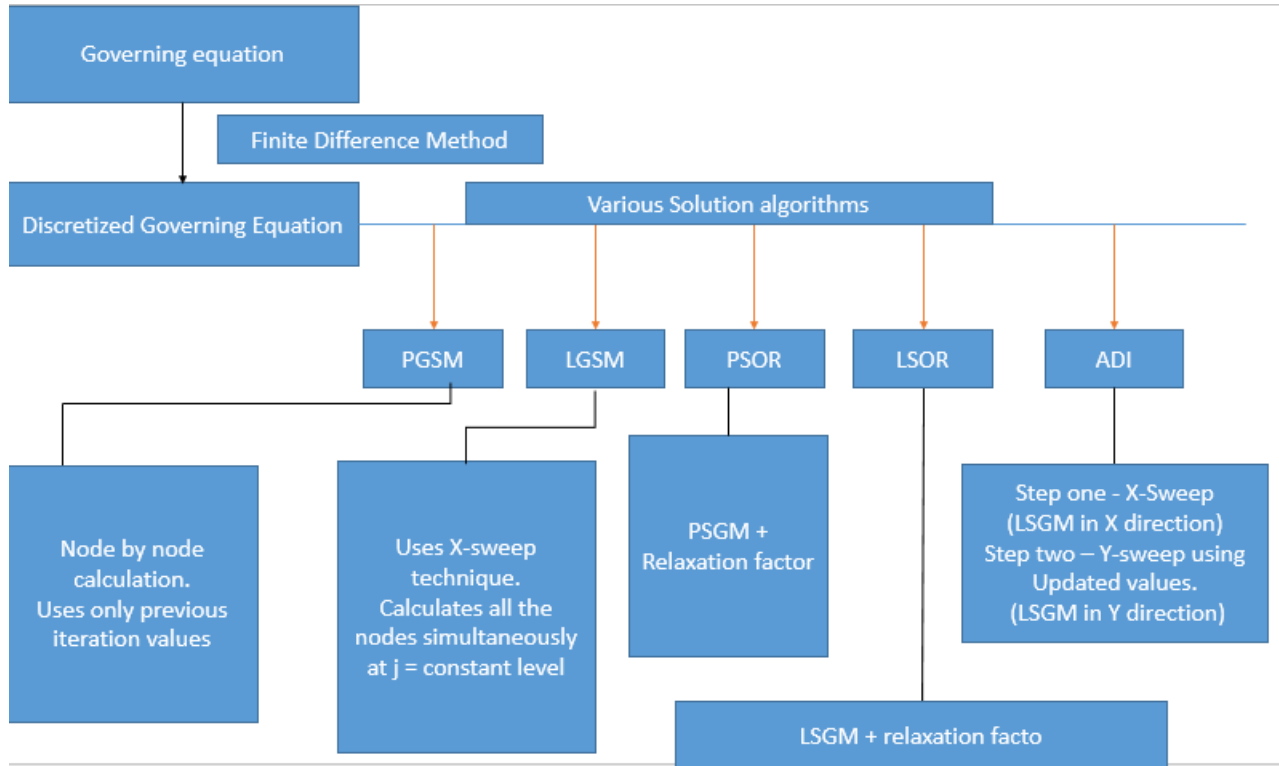 Governing equation
Finite Difference Method
Discretized Governing Equation
Various Solution algorithms
PGSM
LGSM
PSOR
LSOR
ADI
Node by node
calculation.
Uses only previous
iteration values
Uses X-sweep
technique.
Calculates all the
nodes simultaneously
at j = constant level
PSGM +
Relaxation factor
LSGM + relaxation facto
Step one - X-Sweep
(LSGM in X direction)
Step two – Y-sweep using
Updated values.
(LSGM in Y direction)